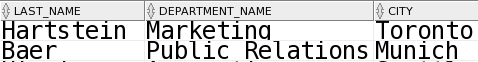 LAST_NAME DEPARTMENT_NAME CITY
Hartstein Marketing Toronto
Baer Public Relations Munich